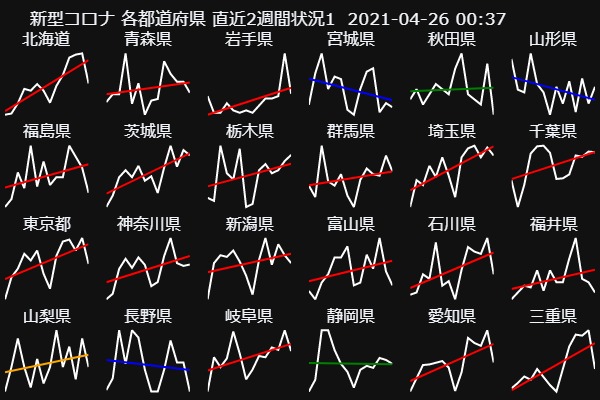 新型コロナ 各都道府県 直近2週間状況1 2021-04-26 00:37
北海道 青森県 岩手県 宮城県 秋田県 山形県
福島県 茨城県 栃木県 群馬県 埼玉県 千葉県
東京都 神奈川県 新潟県 富山県 石川県 福井県
山梨県 長野県 岐阜県 静岡県 愛知県 三重県